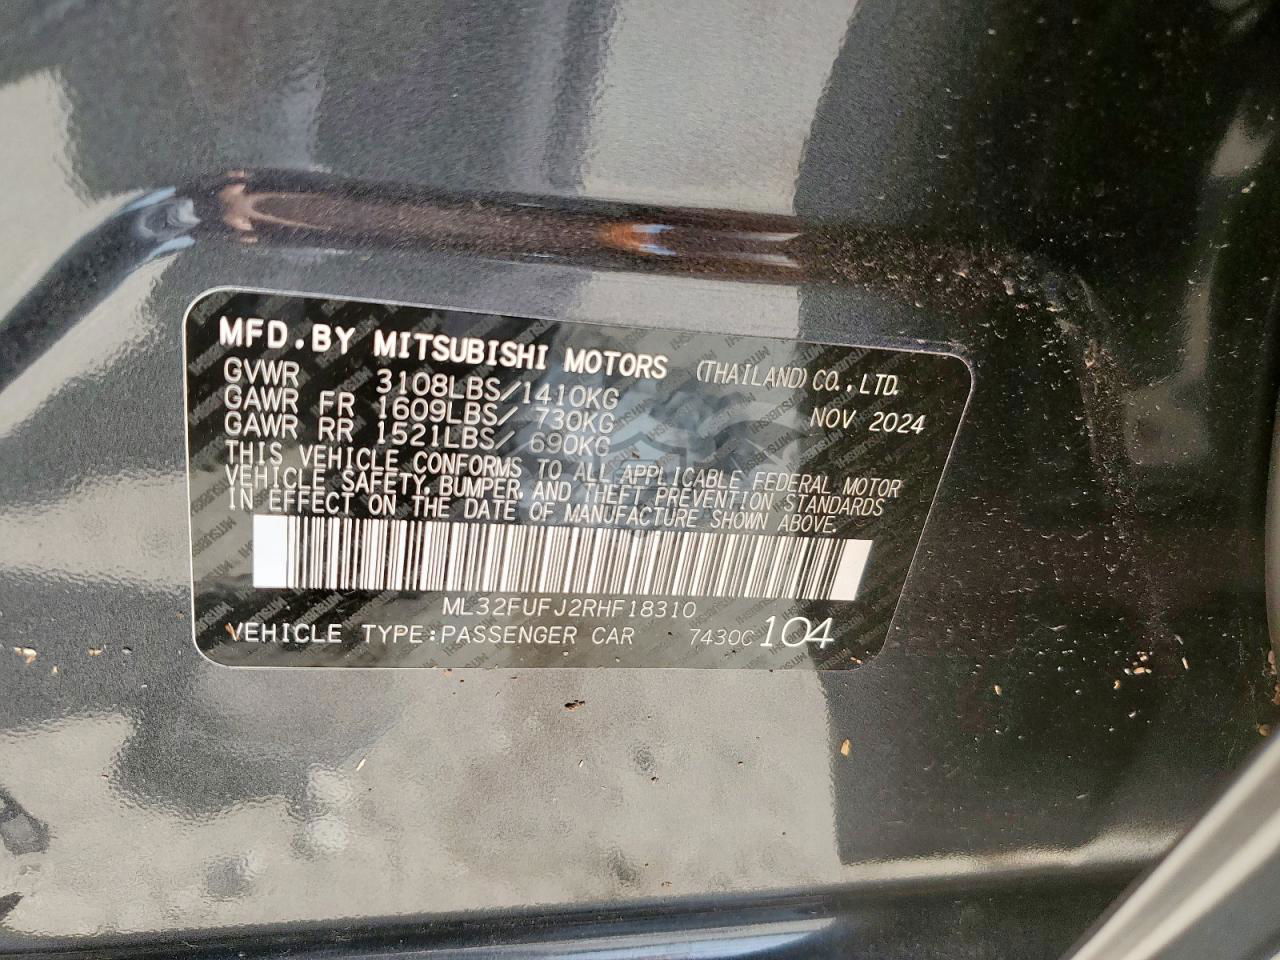 MFD.BY MITSUBISHI MOTORS (THAILAND) CO.,LTD.
GVWR 3108LBS/1410KG NOV 2024
GAWR FR 1609LBS/ 730KG
GAWR RR 1521LBS/ 690KG
THIS VEHICLE CONFORMS TO ALL APPLICABLE FEDERAL MOTOR
VEHICLE SAFETY, BUMPER, AND THEFT PREVENTION STANDARDS
IN EFFECT ON THE DATE OF MANUFACTURE SHOWN ABOVE.
ML32FUFJ2RHF18310
VEHICLE TYPE:PASSENGER CAR 7430C 104